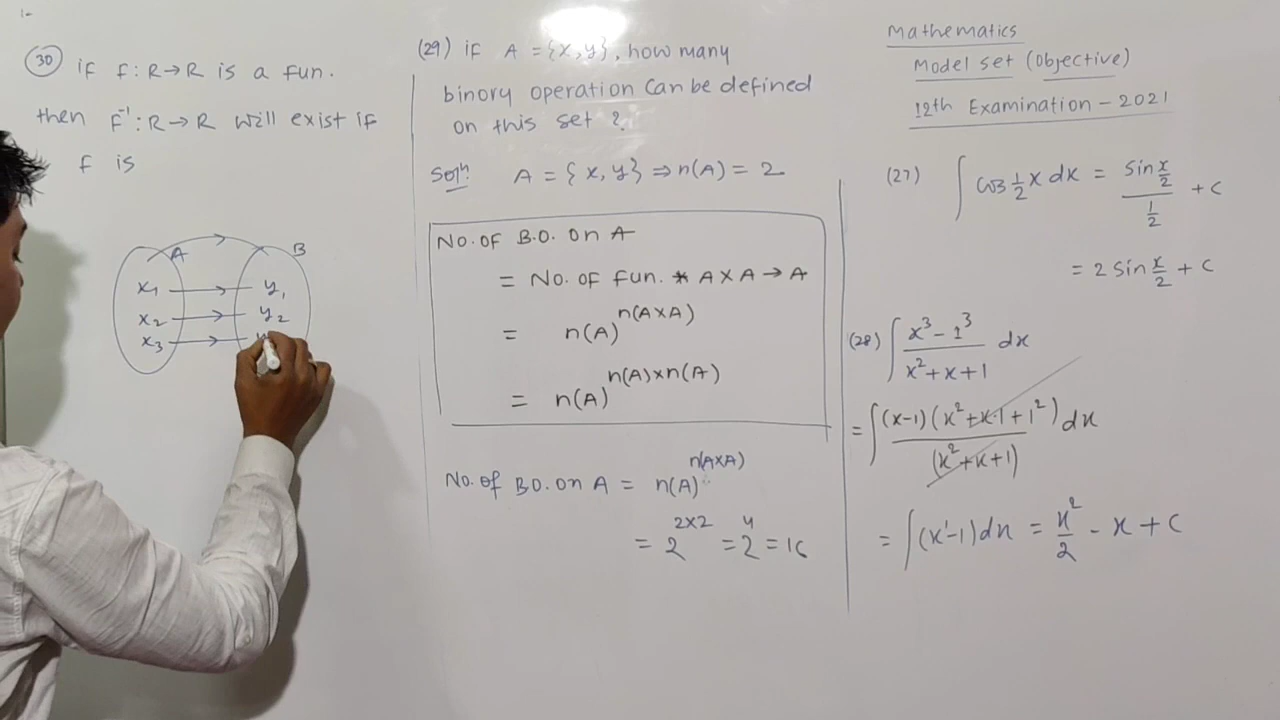 (30) if f : R → R is a fun.
then f⁻¹ : R → R will exist if
f is
A B
x₁ y₁
x₂ y₂
x₃
(29) if A = {x, y}, how many
binary operation can be defined
on this set ?
Solⁿ A = {x, y} ⇒ n(A) = 2
No. of B.O. on A
= No. of fun. * A × A → A
= n(A)^n(A×A)
= n(A)^n(A)×n(A)
No. of B.O. on A = n(A)^n(A×A)
= 2^2×2 = 2^4 = 16
Mathematics
Model set (Objective)
12th Examination – 2021
(27) ∫ cos 1/2 x dx = (sin x/2)/(1/2) + c
= 2 sin x/2 + c
(28) ∫ (x³ – 1³)/(x² + x + 1) dx
= ∫ (x–1)(x² + x·1 + 1²)/(x² + x + 1) dx
= ∫ (x¹–1) dx = x²/2 – x + c